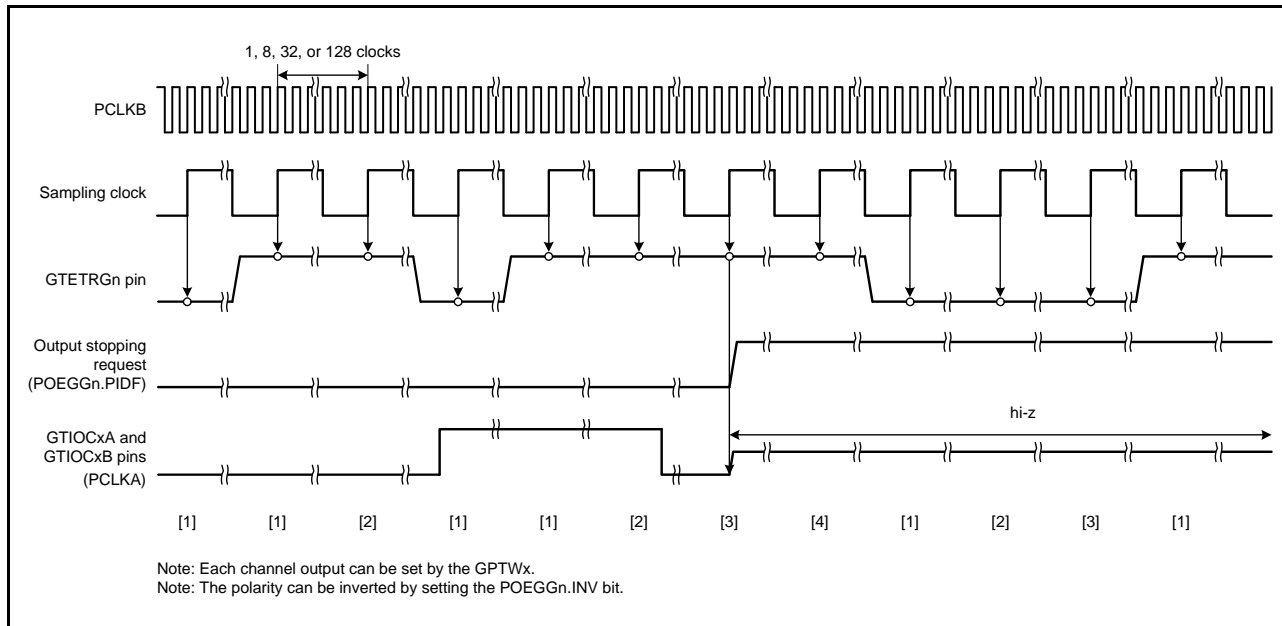 1, 8, 32, or 128 clocks
PCLKB
Sampling clock
GTETRGn pin
Output stopping
request
(POEGGn.PIDF)
hi-z
GTIOCxA and
GTIOCxB pins
(PCLKA)
[1] [1] [2] [1] [1] [2] [3] [4] [1] [2] [3] [1]
Note: Each channel output can be set by the GPTWx.
Note: The polarity can be inverted by setting the POEGGn.INV bit.